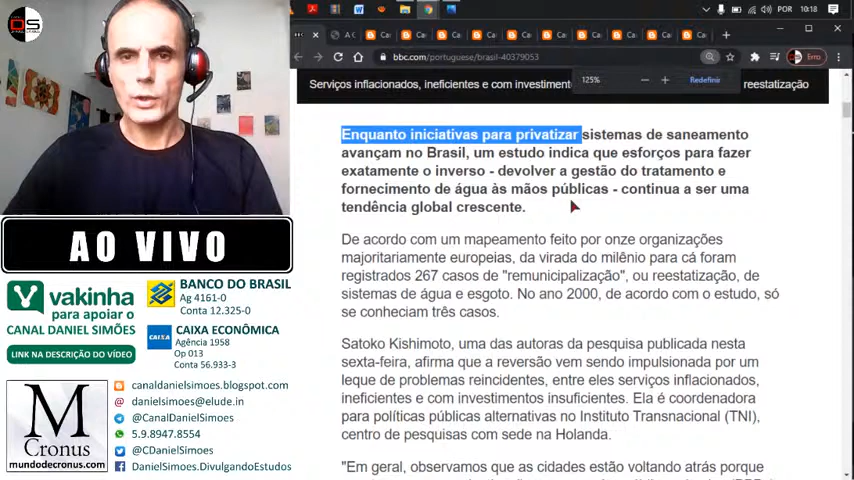 DS
AO VIVO
vakinha
para apoiar o
CANAL DANIEL SIMÕES
LINK NA DESCRIÇÃO DO VÍDEO
BANCO DO BRASIL
Ag 4161-0
Conta 12.325-0
CAIXA
CAIXA ECONÔMICA
Agência 1958
Op 013
Conta 56.933-3
M
Cronus
mundodecronus.com
canaldanielsimoes.blogspot.com
danielsimoes@elude.in
@CanalDanielSimoes
5.9.8947.8554
@CDanielSimoes
DanielSimoes.DivulgandoEstudos
POR 10:18
bbc.com/portuguese/brasil-40379053
Erro
125%
Redefinir
Serviços inflacionados, ineficientes e com investimento
reestatização
Enquanto iniciativas para privatizar sistemas de saneamento
avançam no Brasil, um estudo indica que esforços para fazer
exatamente o inverso - devolver a gestão do tratamento e
fornecimento de água às mãos públicas - continua a ser uma
tendência global crescente.
De acordo com um mapeamento feito por onze organizações
majoritariamente europeias, da virada do milênio para cá foram
registrados 267 casos de "remunicipalização", ou reestatização, de
sistemas de água e esgoto. No ano 2000, de acordo com o estudo, só
se conheciam três casos.
Satoko Kishimoto, uma das autoras da pesquisa publicada nesta
sexta-feira, afirma que a reversão vem sendo impulsionada por um
leque de problemas reincidentes, entre eles serviços inflacionados,
ineficientes e com investimentos insuficientes. Ela é coordenadora
para políticas públicas alternativas no Instituto Transnacional (TNI),
centro de pesquisas com sede na Holanda.
"Em geral, observamos que as cidades estão voltando atrás porque